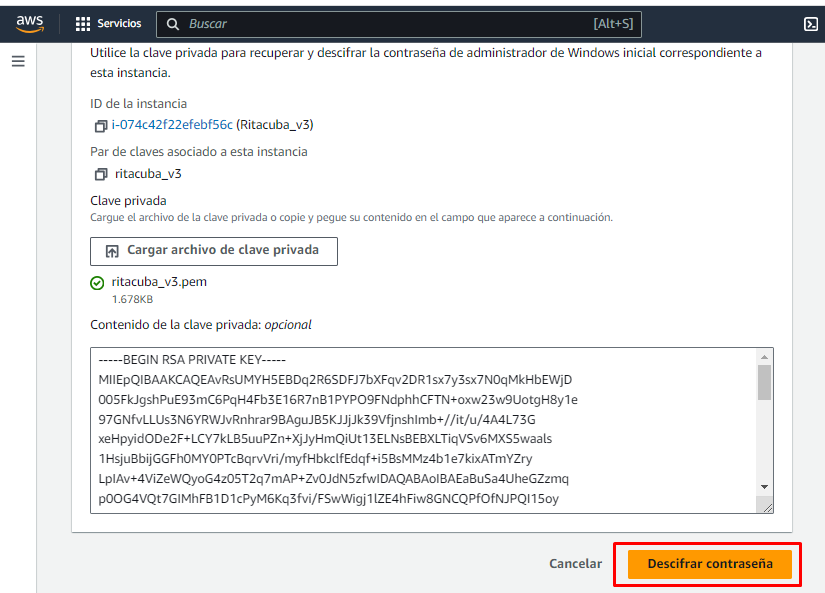 aws
Servicios
Buscar
[Alt+S]
Utilice la clave privada para recuperar y descifrar la contraseña de administrador de Windows inicial correspondiente a
esta instancia.
ID de la instancia
i-074c42f22efebf56c (Ritacuba_v3)
Par de claves asociado a esta instancia
ritacuba_v3
Clave privada
Cargue el archivo de la clave privada o copie y pegue su contenido en el campo que aparece a continuación.
Cargar archivo de clave privada
ritacuba_v3.pem
1.678KB
Contenido de la clave privada: opcional
-----BEGIN RSA PRIVATE KEY-----
MIIEpQIBAAKCAQEAvRsUMYH5EBDq2R6SDFJ7bXFqv2DR1sx7y3sx7N0qMkHbEWjD
005FkJgshPuE93mC6PqH4Fb3E16R7nB1PYPO9FNdphhCFTN+oxw23w9UotgH8y1e
97GNfvLLUs3N6YRWJvRnhrar9BAguJB5KJJjJk39VfjnshImb+//it/u/4A4L73G
xeHpyidODe2F+LCY7kLB5uuPZn+XjJyHmQiUt13ELNsBEBXLTiqVSv6MXS5waals
1HsjuBbijGGFh0MY0PTcBqrvVri/myfHbkclfEdqf+i5BsMMz4b1e7kixATmYZry
LpIAv+4ViZeWQyoG4z05T2q7mAP+Zv0JdN5zfwIDAQABAoIBAEaBuSa4UheGZzmq
p0OG4VQt7GIMhFB1D1cPyM6Kq3fvi/FSwWigj1lZE4hFiw8GNCQPfOfNJPQI15oy
Cancelar
Descifrar contraseña